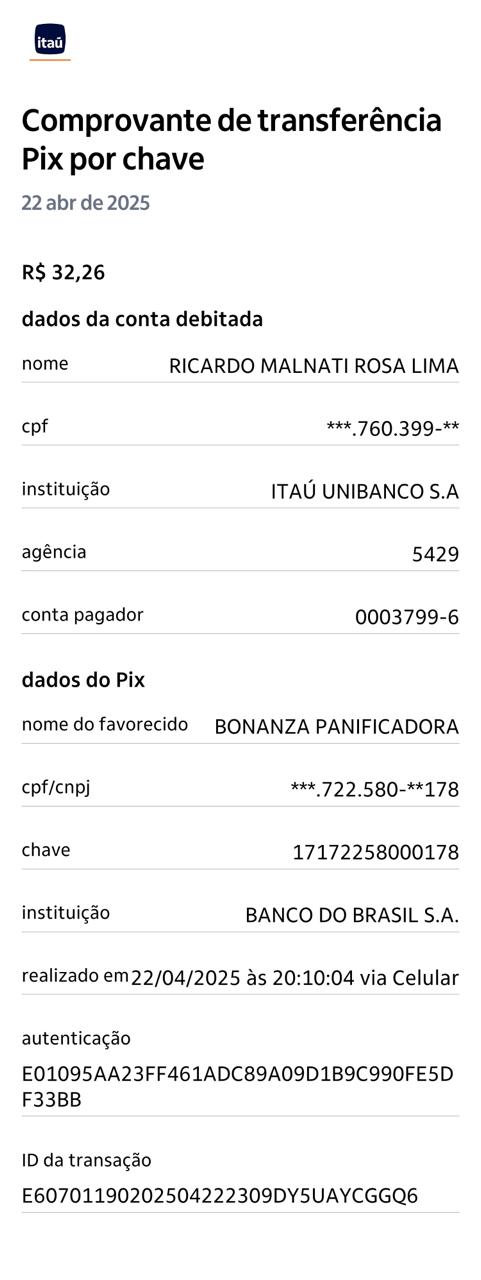 itaú
Comprovante de transferência
Pix por chave
22 abr de 2025
R$ 32,26
dados da conta debitada
nome RICARDO MALNATI ROSA LIMA
cpf ***.760.399-**
instituição ITAÚ UNIBANCO S.A
agência 5429
conta pagador 0003799-6
dados do Pix
nome do favorecido BONANZA PANIFICADORA
cpf/cnpj ***.722.580-**178
chave 17172258000178
instituição BANCO DO BRASIL S.A.
realizado em 22/04/2025 às 20:10:04 via Celular
autenticação
E01095AA23FF461ADC89A09D1B9C990FE5D
F33BB
ID da transação
E60701190202504222309DY5UAYCGGQ6